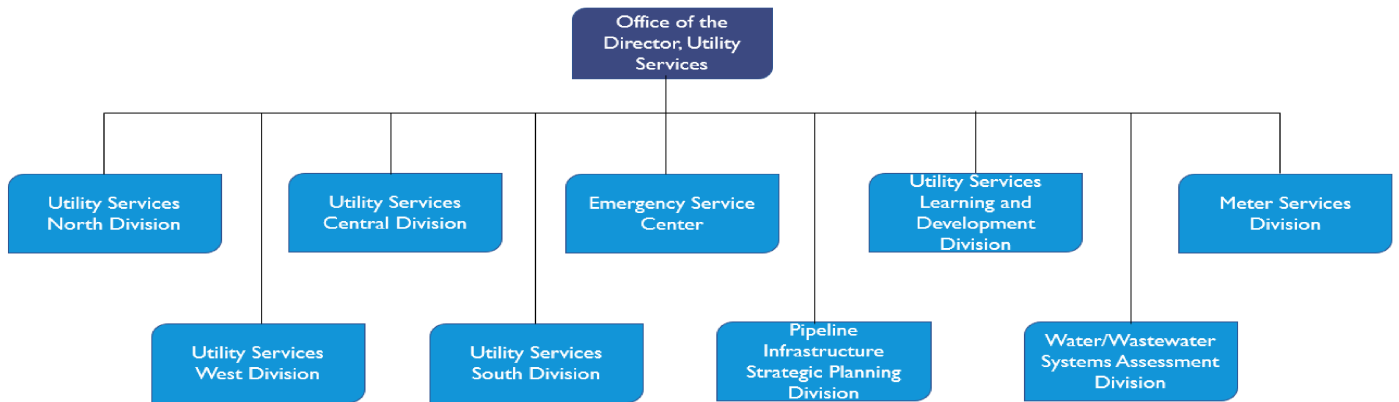 Office of the
Director, Utility
Services
Utility Services
North Division
Utility Services
Central Division
Emergency Service
Center
Utility Services
Learning and
Development
Division
Meter Services
Division
Utility Services
West Division
Utility Services
South Division
Pipeline
Infrastructure
Strategic Planning
Division
Water/Wastewater
Systems Assessment
Division